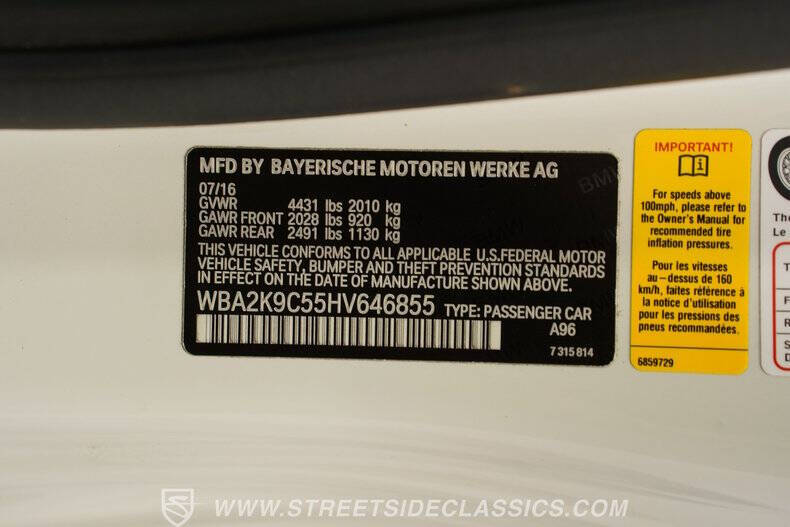 MFD BY BAYERISCHE MOTOREN WERKE AG
07/16
GVWR 4431 lbs 2010 kg
GAWR FRONT 2028 lbs 920 kg
GAWR REAR 2491 lbs 1130 kg
THIS VEHICLE CONFORMS TO ALL APPLICABLE U.S.FEDERAL MOTOR
VEHICLE SAFETY, BUMPER AND THEFT PREVENTION STANDARDS
IN EFFECT ON THE DATE OF MANUFACTURE SHOWN ABOVE.
WBA2K9C55HV646855 TYPE: PASSENGER CAR
A96
7 315 814
IMPORTANT!
For speeds above
100mph, please refer to
the Owner's Manual for
recommended tire
inflation pressures.
Pour les vitesses
au-dessus de 160
km/h, faites référence à
la Notice d'utilisation
pour les pressions des
pneus recommandées.
6859729
WWW.STREETSIDECLASSICS.COM